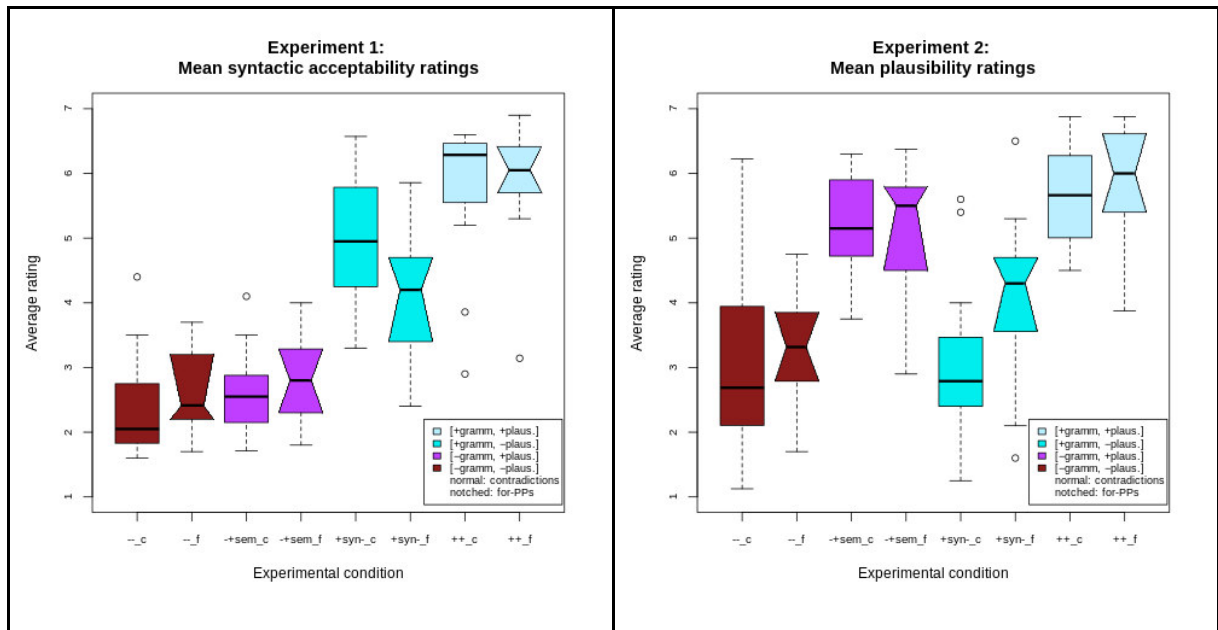 Experiment 1:
Mean syntactic acceptability ratings
7
6
5
4
3
2
1
Average rating
[+gramm, +plaus.]
[+gramm, −plaus.]
[−gramm, +plaus.]
[−gramm, −plaus.]
normal: contradictions
notched: for-PPs
--_c
--_f
-+sem_c
-+sem_f
+syn-_c
+syn-_f
++_c
++_f
Experimental condition
Experiment 2:
Mean plausibility ratings
7
6
5
4
3
2
1
Average rating
[+gramm, +plaus.]
[+gramm, −plaus.]
[−gramm, +plaus.]
[−gramm, −plaus.]
normal: contradictions
notched: for-PPs
--_c
--_f
-+sem_c
-+sem_f
+syn-_c
+syn-_f
++_c
++_f
Experimental condition